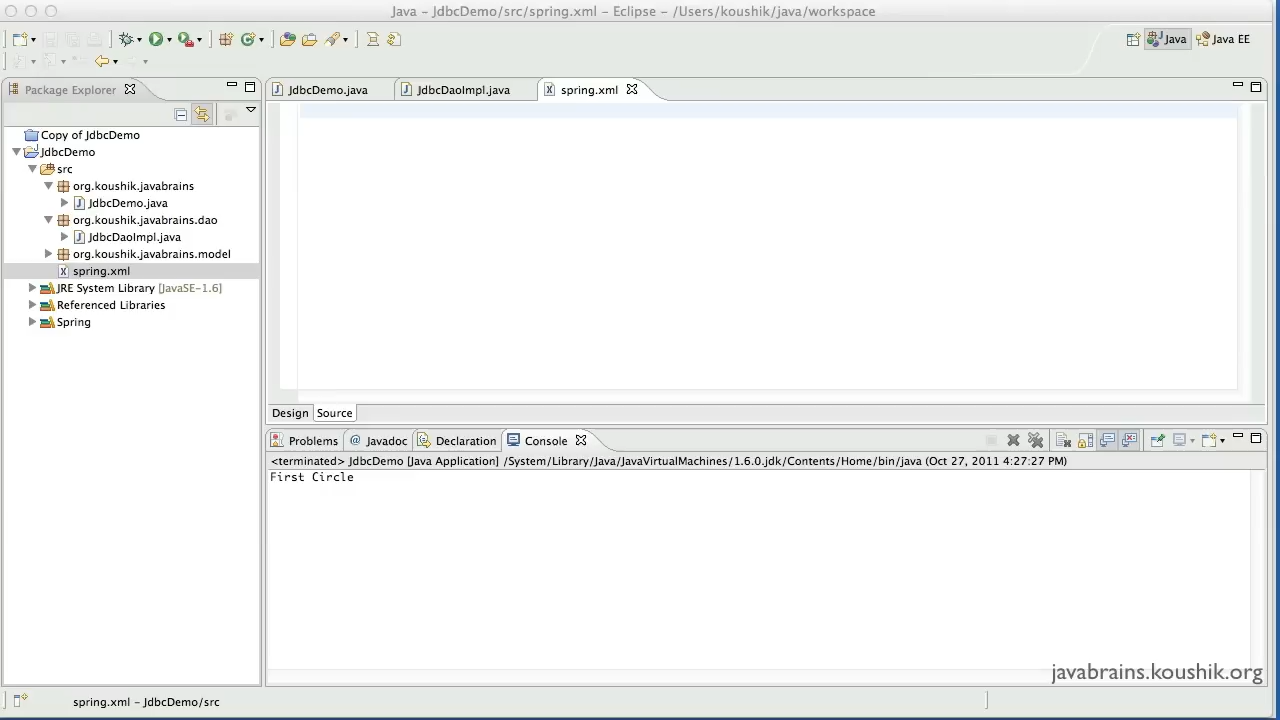 Java – JdbcDemo/src/spring.xml – Eclipse – /Users/koushik/java/workspace
Java
Java EE
Package Explorer
JdbcDemo.java
JdbcDaoImpl.java
spring.xml
Copy of JdbcDemo
JdbcDemo
src
org.koushik.javabrains
JdbcDemo.java
org.koushik.javabrains.dao
JdbcDaoImpl.java
org.koushik.javabrains.model
spring.xml
JRE System Library [JavaSE-1.6]
Referenced Libraries
Spring
Design Source
Problems @ Javadoc Declaration Console
<terminated> JdbcDemo [Java Application] /System/Library/Java/JavaVirtualMachines/1.6.0.jdk/Contents/Home/bin/java (Oct 27, 2011 4:27:27 PM)
First Circle
javabrains.koushik.org
spring.xml – JdbcDemo/src